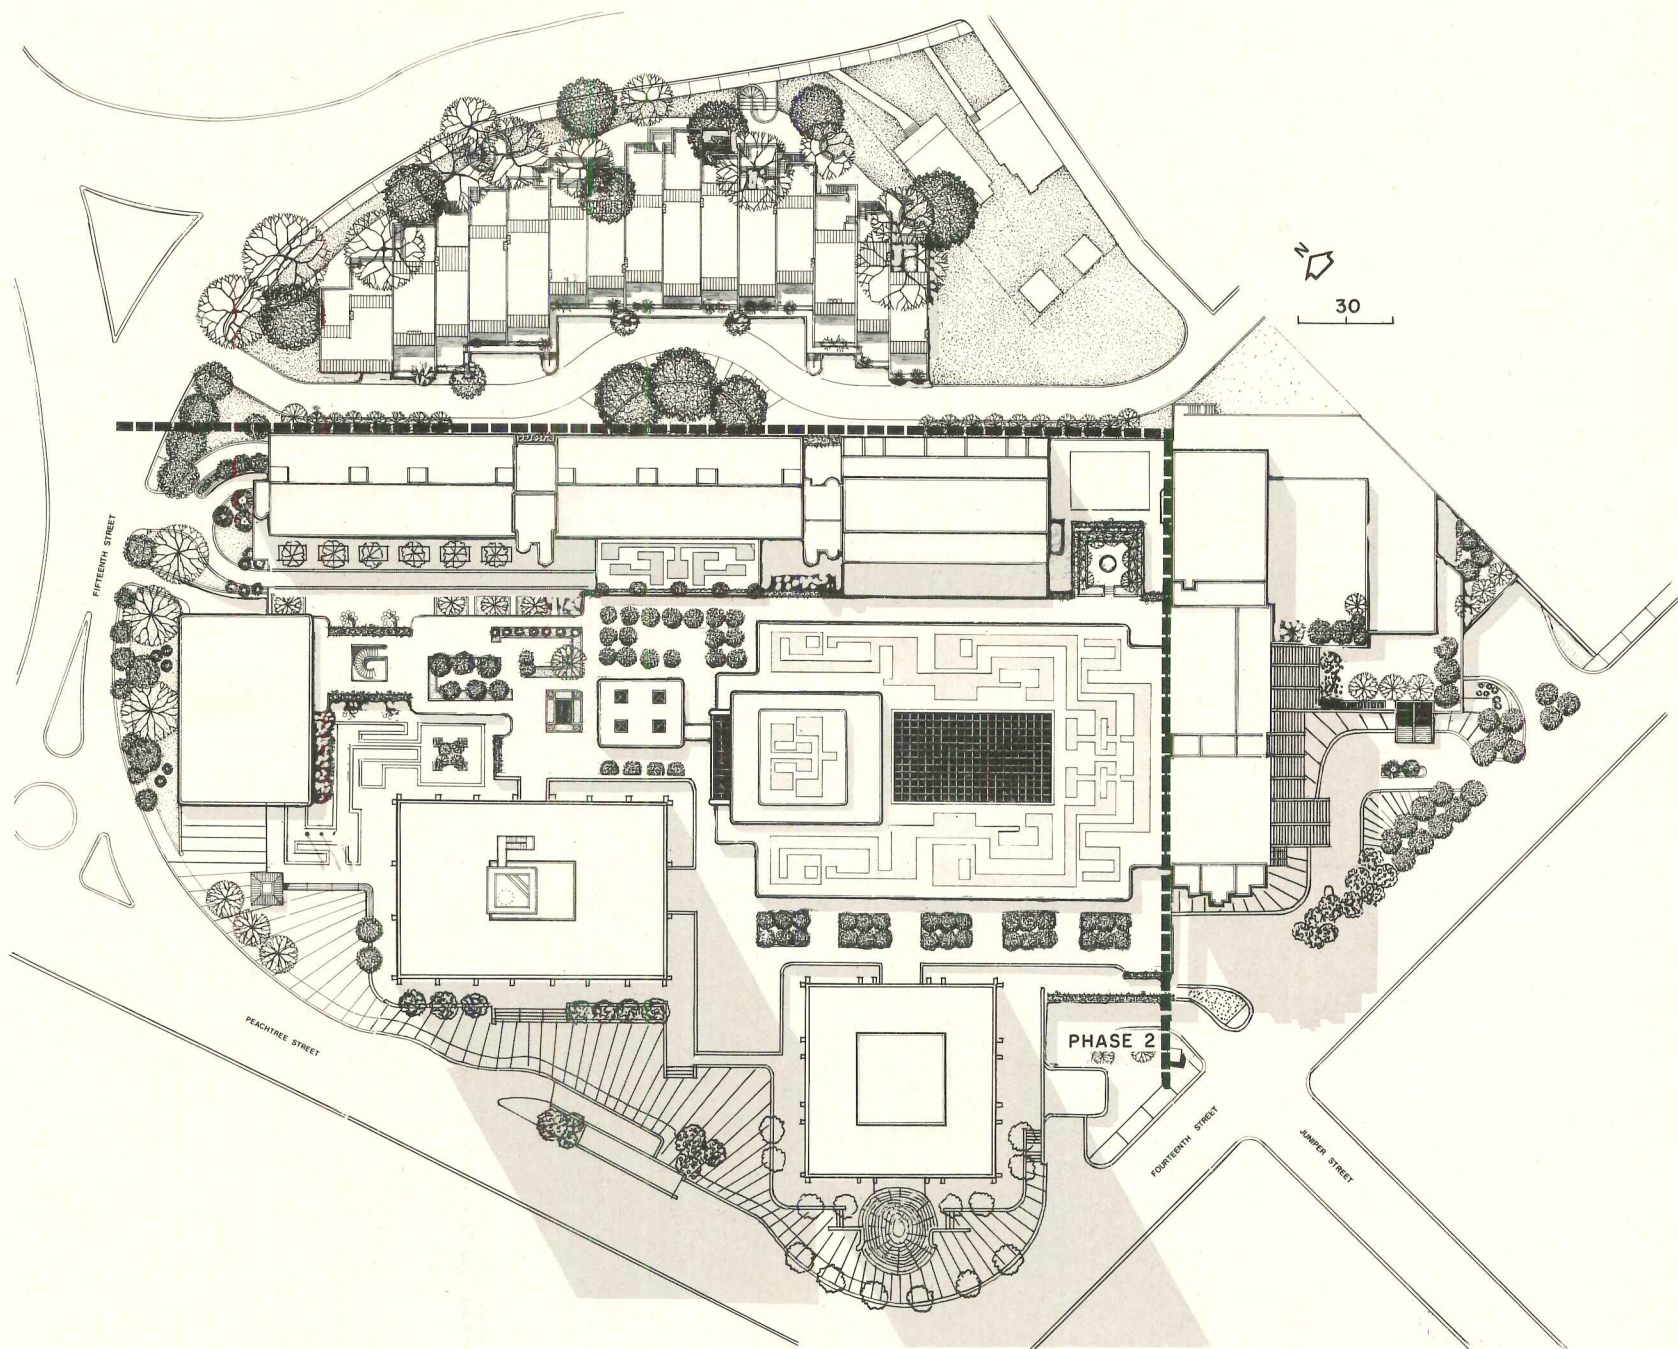 N
30
FIFTEENTH STREET
PEACHTREE STREET
PHASE 2
FOURTEENTH STREET
JUNIPER STREET